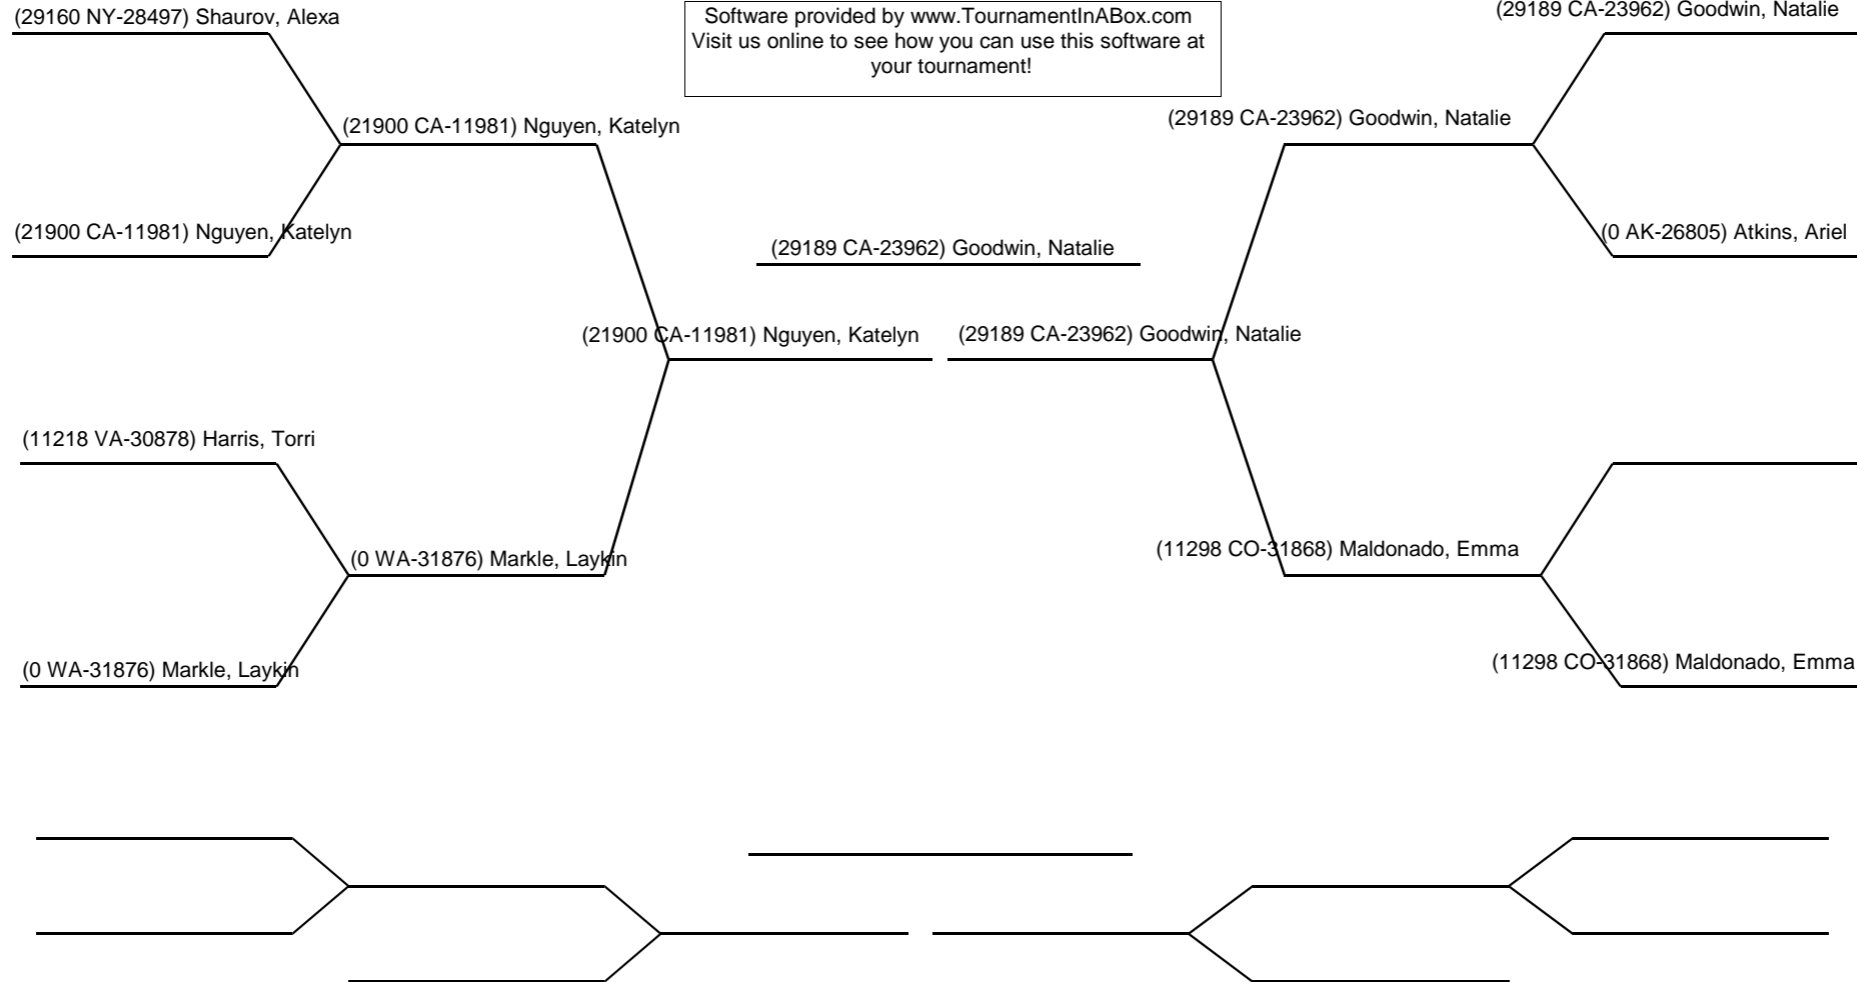 (29160 NY-28497) Shaurov, Alexa
Software provided by www.TournamentInABox.com
Visit us online to see how you can use this software at
your tournament!
(29189 CA-23962) Goodwin, Natalie
(21900 CA-11981) Nguyen, Katelyn
(29189 CA-23962) Goodwin, Natalie
(21900 CA-11981) Nguyen, Katelyn
(29189 CA-23962) Goodwin, Natalie
(0 AK-26805) Atkins, Ariel
(21900 CA-11981) Nguyen, Katelyn
(29189 CA-23962) Goodwin, Natalie
(11218 VA-30878) Harris, Torri
(0 WA-31876) Markle, Laykin
(11298 CO-31868) Maldonado, Emma
(0 WA-31876) Markle, Laykin
(11298 CO-31868) Maldonado, Emma